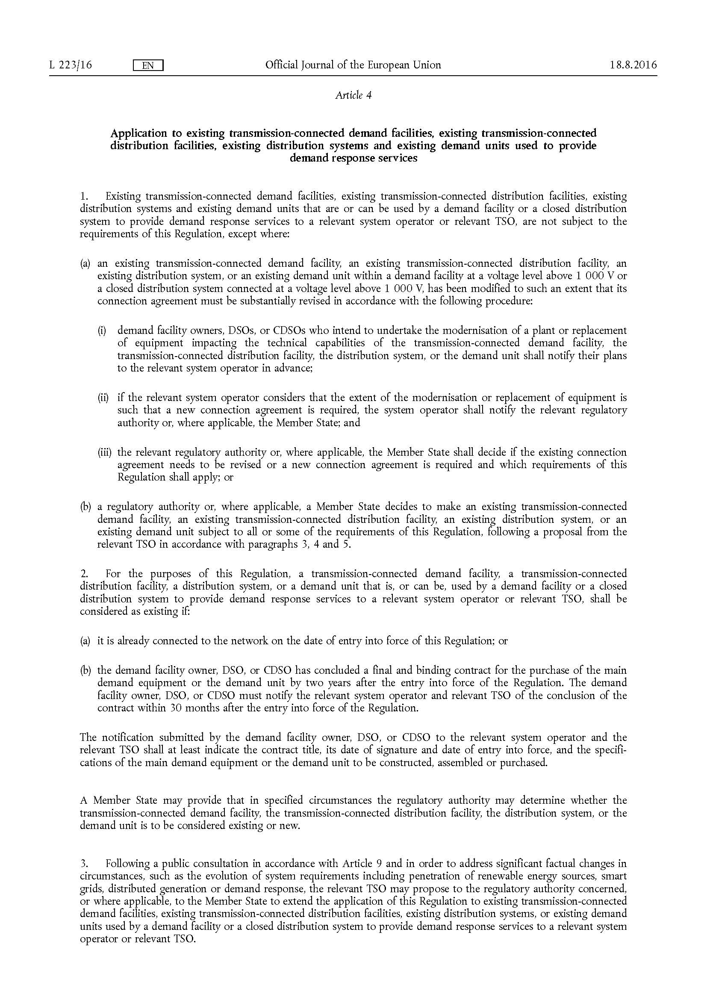 L 223/16 EN Official Journal of the European Union 18.8.2016
Article 4
Application to existing transmission-connected demand facilities, existing transmission-connected
distribution facilities, existing distribution systems and existing demand units used to provide
demand response services
1. Existing transmission-connected demand facilities, existing transmission-connected distribution facilities, existing
distribution systems and existing demand units that are or can be used by a demand facility or a closed distribution
system to provide demand response services to a relevant system operator or relevant TSO, are not subject to the
requirements of this Regulation, except where:
(a) an existing transmission-connected demand facility, an existing transmission-connected distribution facility, an
existing distribution system, or an existing demand unit within a demand facility at a voltage level above 1 000 V or
a closed distribution system connected at a voltage level above 1 000 V, has been modified to such an extent that its
connection agreement must be substantially revised in accordance with the following procedure:
(i) demand facility owners, DSOs, or CDSOs who intend to undertake the modernisation of a plant or replacement
of equipment impacting the technical capabilities of the transmission-connected demand facility, the
transmission-connected distribution facility, the distribution system, or the demand unit shall notify their plans
to the relevant system operator in advance;
(ii) if the relevant system operator considers that the extent of the modernisation or replacement of equipment is
such that a new connection agreement is required, the system operator shall notify the relevant regulatory
authority or, where applicable, the Member State; and
(iii) the relevant regulatory authority or, where applicable, the Member State shall decide if the existing connection
agreement needs to be revised or a new connection agreement is required and which requirements of this
Regulation shall apply; or
(b) a regulatory authority or, where applicable, a Member State decides to make an existing transmission-connected
demand facility, an existing transmission-connected distribution facility, an existing distribution system, or an
existing demand unit subject to all or some of the requirements of this Regulation, following a proposal from the
relevant TSO in accordance with paragraphs 3, 4 and 5.
2. For the purposes of this Regulation, a transmission-connected demand facility, a transmission-connected
distribution facility, a distribution system, or a demand unit that is, or can be, used by a demand facility or a closed
distribution system to provide demand response services to a relevant system operator or relevant TSO, shall be
considered as existing if:
(a) it is already connected to the network on the date of entry into force of this Regulation; or
(b) the demand facility owner, DSO, or CDSO has concluded a final and binding contract for the purchase of the main
demand equipment or the demand unit by two years after the entry into force of the Regulation. The demand
facility owner, DSO, or CDSO must notify the relevant system operator and relevant TSO of the conclusion of the
contract within 30 months after the entry into force of the Regulation.
The notification submitted by the demand facility owner, DSO, or CDSO to the relevant system operator and the
relevant TSO shall at least indicate the contract title, its date of signature and date of entry into force, and the specifi-
cations of the main demand equipment or the demand unit to be constructed, assembled or purchased.
A Member State may provide that in specified circumstances the regulatory authority may determine whether the
transmission-connected demand facility, the transmission-connected distribution facility, the distribution system, or the
demand unit is to be considered existing or new.
3. Following a public consultation in accordance with Article 9 and in order to address significant factual changes in
circumstances, such as the evolution of system requirements including penetration of renewable energy sources, smart
grids, distributed generation or demand response, the relevant TSO may propose to the regulatory authority concerned,
or where applicable, to the Member State to extend the application of this Regulation to existing transmission-connected
demand facilities, existing transmission-connected distribution facilities, existing distribution systems, or existing demand
units used by a demand facility or a closed distribution system to provide demand response services to a relevant system
operator or relevant TSO.